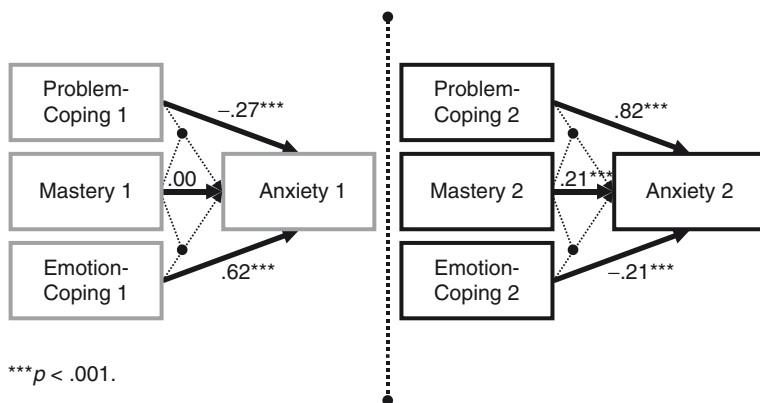 Problem-
Coping 1
–.27***
Mastery 1
.00
Anxiety 1
Emotion-
Coping 1
.62***
Problem-
Coping 2
.82***
Mastery 2
.21***
Anxiety 2
Emotion-
Coping 2
–.21***
***p < .001.